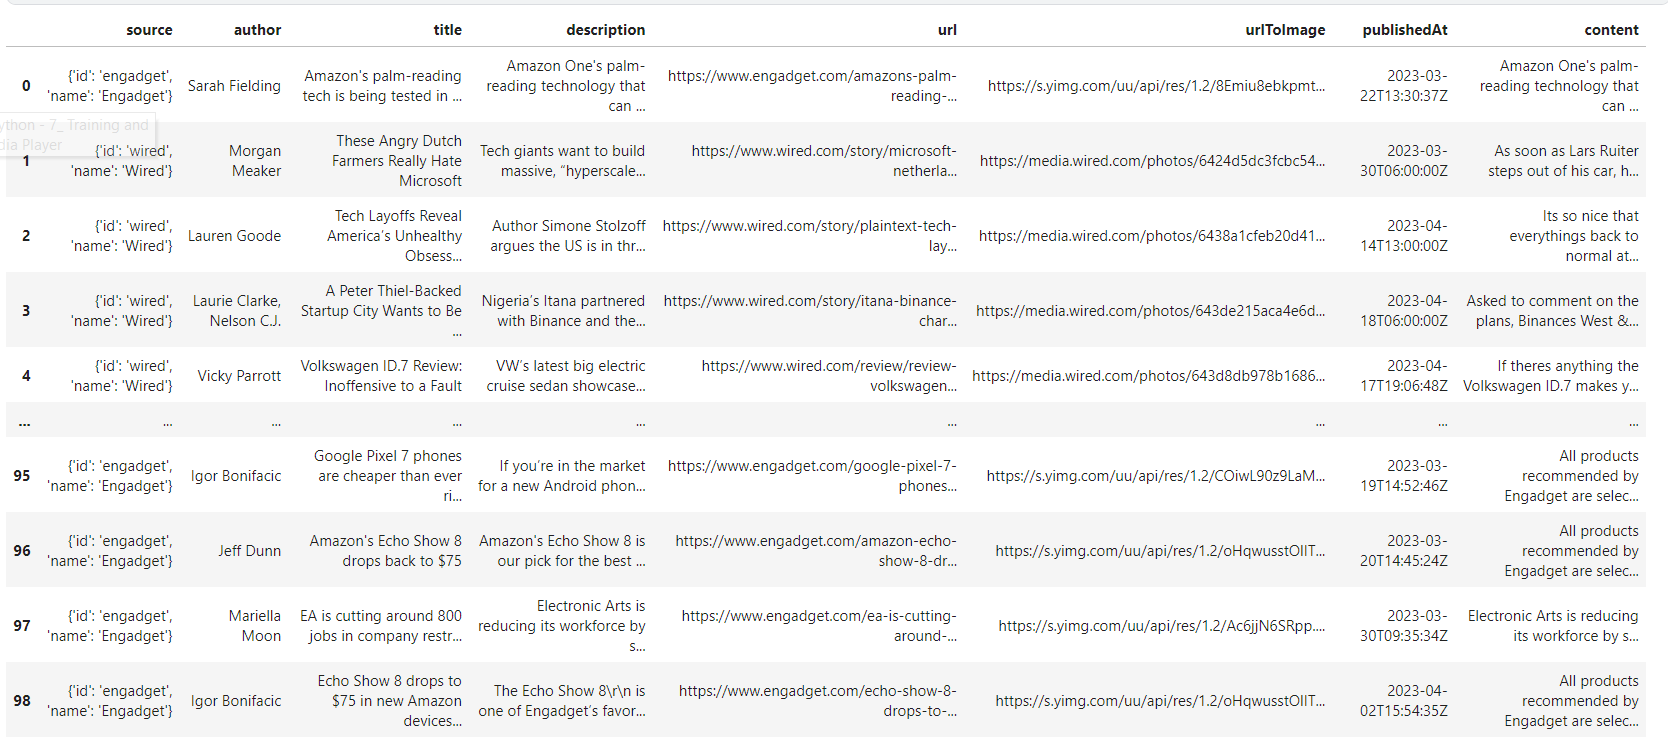 source author title description url urlToImage publishedAt content
0 {'id': 'engadget', 'name': 'Engadget'} Sarah Fielding Amazon's palm-reading tech is being tested in ... Amazon One's palm-reading technology that can ... https://www.engadget.com/amazons-palm-reading-... https://s.yimg.com/uu/api/res/1.2/8Emiu8ebkpmt... 2023-03-22T13:30:37Z Amazon One's palm-reading technology that can ...
ython - 7_ Training and
dia Player
1 {'id': 'wired', 'name': 'Wired'} Morgan Meaker These Angry Dutch Farmers Really Hate Microsoft Tech giants want to build massive, “hyperscale... https://www.wired.com/story/microsoft-netherla... https://media.wired.com/photos/6424d5dc3fcbc54... 2023-03-30T06:00:00Z As soon as Lars Ruiter steps out of his car, h...
2 {'id': 'wired', 'name': 'Wired'} Lauren Goode Tech Layoffs Reveal America’s Unhealthy Obsess... Author Simone Stolzoff argues the US is in thr... https://www.wired.com/story/plaintext-tech-lay... https://media.wired.com/photos/6438a1cfeb20d41... 2023-04-14T13:00:00Z Its so nice that everythings back to normal at...
3 {'id': 'wired', 'name': 'Wired'} Laurie Clarke, Nelson C.J. A Peter Thiel-Backed Startup City Wants to Be ... Nigeria’s Itana partnered with Binance and the... https://www.wired.com/story/itana-binance-char... https://media.wired.com/photos/643de215aca4e6d... 2023-04-18T06:00:00Z Asked to comment on the plans, Binances West &...
4 {'id': 'wired', 'name': 'Wired'} Vicky Parrott Volkswagen ID.7 Review: Inoffensive to a Fault VW’s latest big electric cruise sedan showcase... https://www.wired.com/review/review-volkswagen... https://media.wired.com/photos/643d8db978b1686... 2023-04-17T19:06:48Z If theres anything the Volkswagen ID.7 makes y...
... ... ... ... ... ... ... ... ...
95 {'id': 'engadget', 'name': 'Engadget'} Igor Bonifacic Google Pixel 7 phones are cheaper than ever ri... If you’re in the market for a new Android phon... https://www.engadget.com/google-pixel-7-phones... https://s.yimg.com/uu/api/res/1.2/COiwL90z9LaM... 2023-03-19T14:52:46Z All products recommended by Engadget are selec...
96 {'id': 'engadget', 'name': 'Engadget'} Jeff Dunn Amazon's Echo Show 8 drops back to $75 Amazon's Echo Show 8 is our pick for the best ... https://www.engadget.com/amazon-echo-show-8-dr... https://s.yimg.com/uu/api/res/1.2/oHqwusstOIIT... 2023-03-20T14:45:24Z All products recommended by Engadget are selec...
97 {'id': 'engadget', 'name': 'Engadget'} Mariella Moon EA is cutting around 800 jobs in company restr... Electronic Arts is reducing its workforce by s... https://www.engadget.com/ea-is-cutting-around-... https://s.yimg.com/uu/api/res/1.2/Ac6jjN6SRpp.... 2023-03-30T09:35:34Z Electronic Arts is reducing its workforce by s...
98 {'id': 'engadget', 'name': 'Engadget'} Igor Bonifacic Echo Show 8 drops to $75 in new Amazon devices... The Echo Show 8\r\n is one of Engadget’s favor... https://www.engadget.com/echo-show-8-drops-to-... https://s.yimg.com/uu/api/res/1.2/oHqwusstOIIT... 2023-04-02T15:54:35Z All products recommended by Engadget are selec...